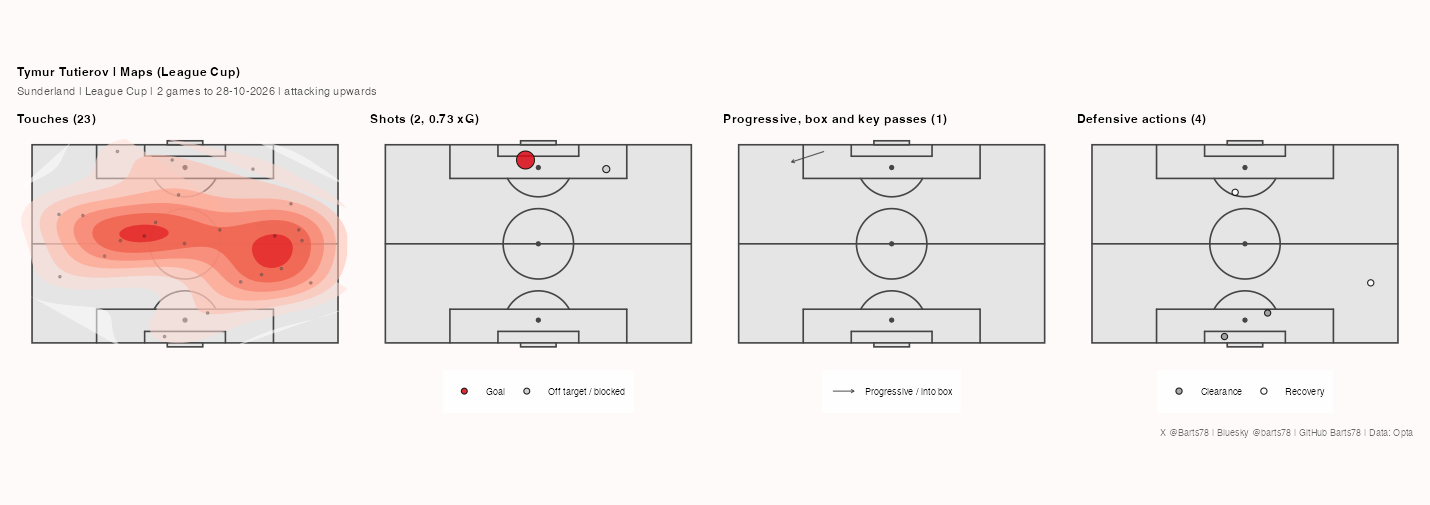 Tymur Tutierov | Maps (League Cup)
Sunderland | League Cup | 2 games to 28-10-2026 | attacking upwards
Touches (23)
Shots (2, 0.73 xG)
Progressive, box and key passes (1)
Defensive actions (4)
Goal
Off target / blocked
Progressive / into box
Clearance
Recovery
X @Barts78 | Bluesky @barts78 | GitHub Barts78 | Data: Opta